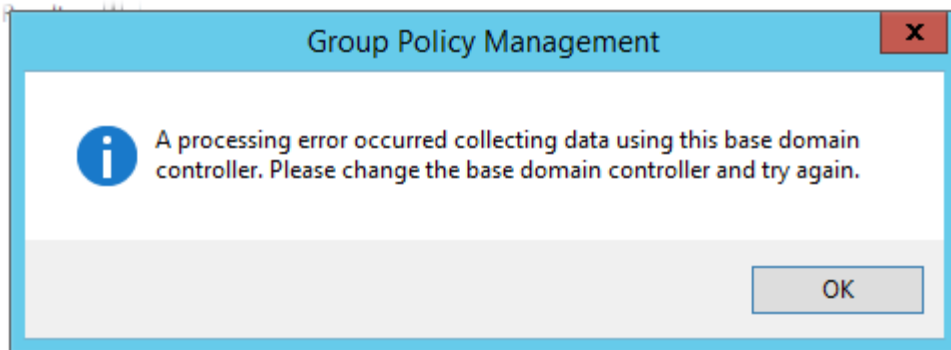 Group Policy Management
x
A processing error occurred collecting data using this base domain
controller. Please change the base domain controller and try again.
OK